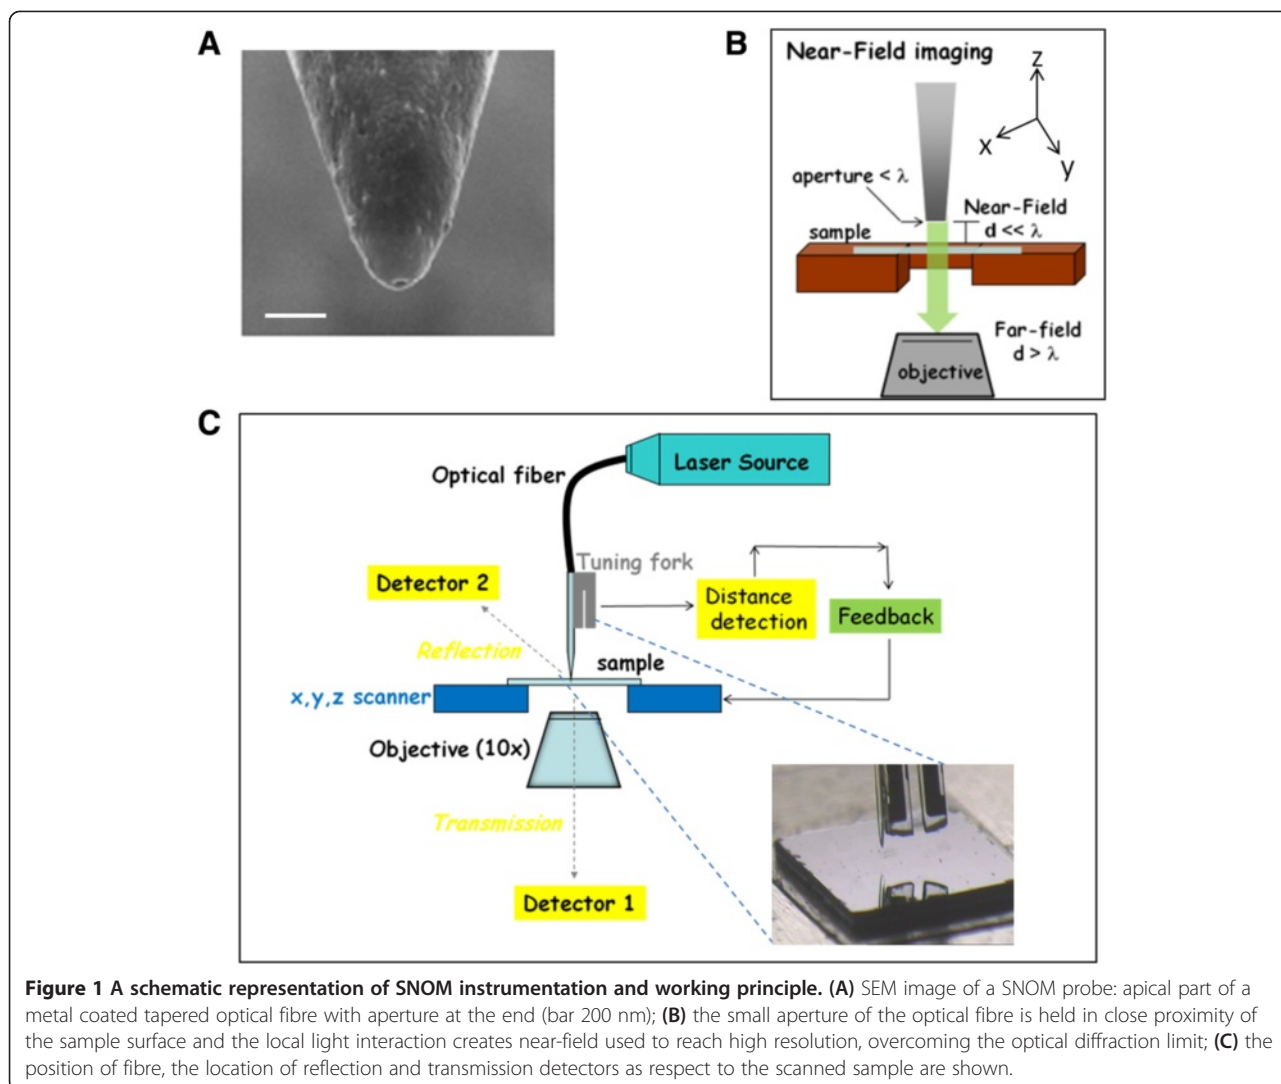 A
B
Near-Field imaging
z
x
y
aperture < λ
Near-Field
d << λ
sample
Far-field
d > λ
objective
C
Laser Source
Optical fiber
Tuning fork
Detector 2
Distance
detection
Feedback
Reflection
sample
x,y,z scanner
Objective (10x)
Transmission
Detector 1
Figure 1 A schematic representation of SNOM instrumentation and working principle. (A) SEM image of a SNOM probe: apical part of a
metal coated tapered optical fibre with aperture at the end (bar 200 nm); (B) the small aperture of the optical fibre is held in close proximity of
the sample surface and the local light interaction creates near-field used to reach high resolution, overcoming the optical diffraction limit; (C) the
position of fibre, the location of reflection and transmission detectors as respect to the scanned sample are shown.